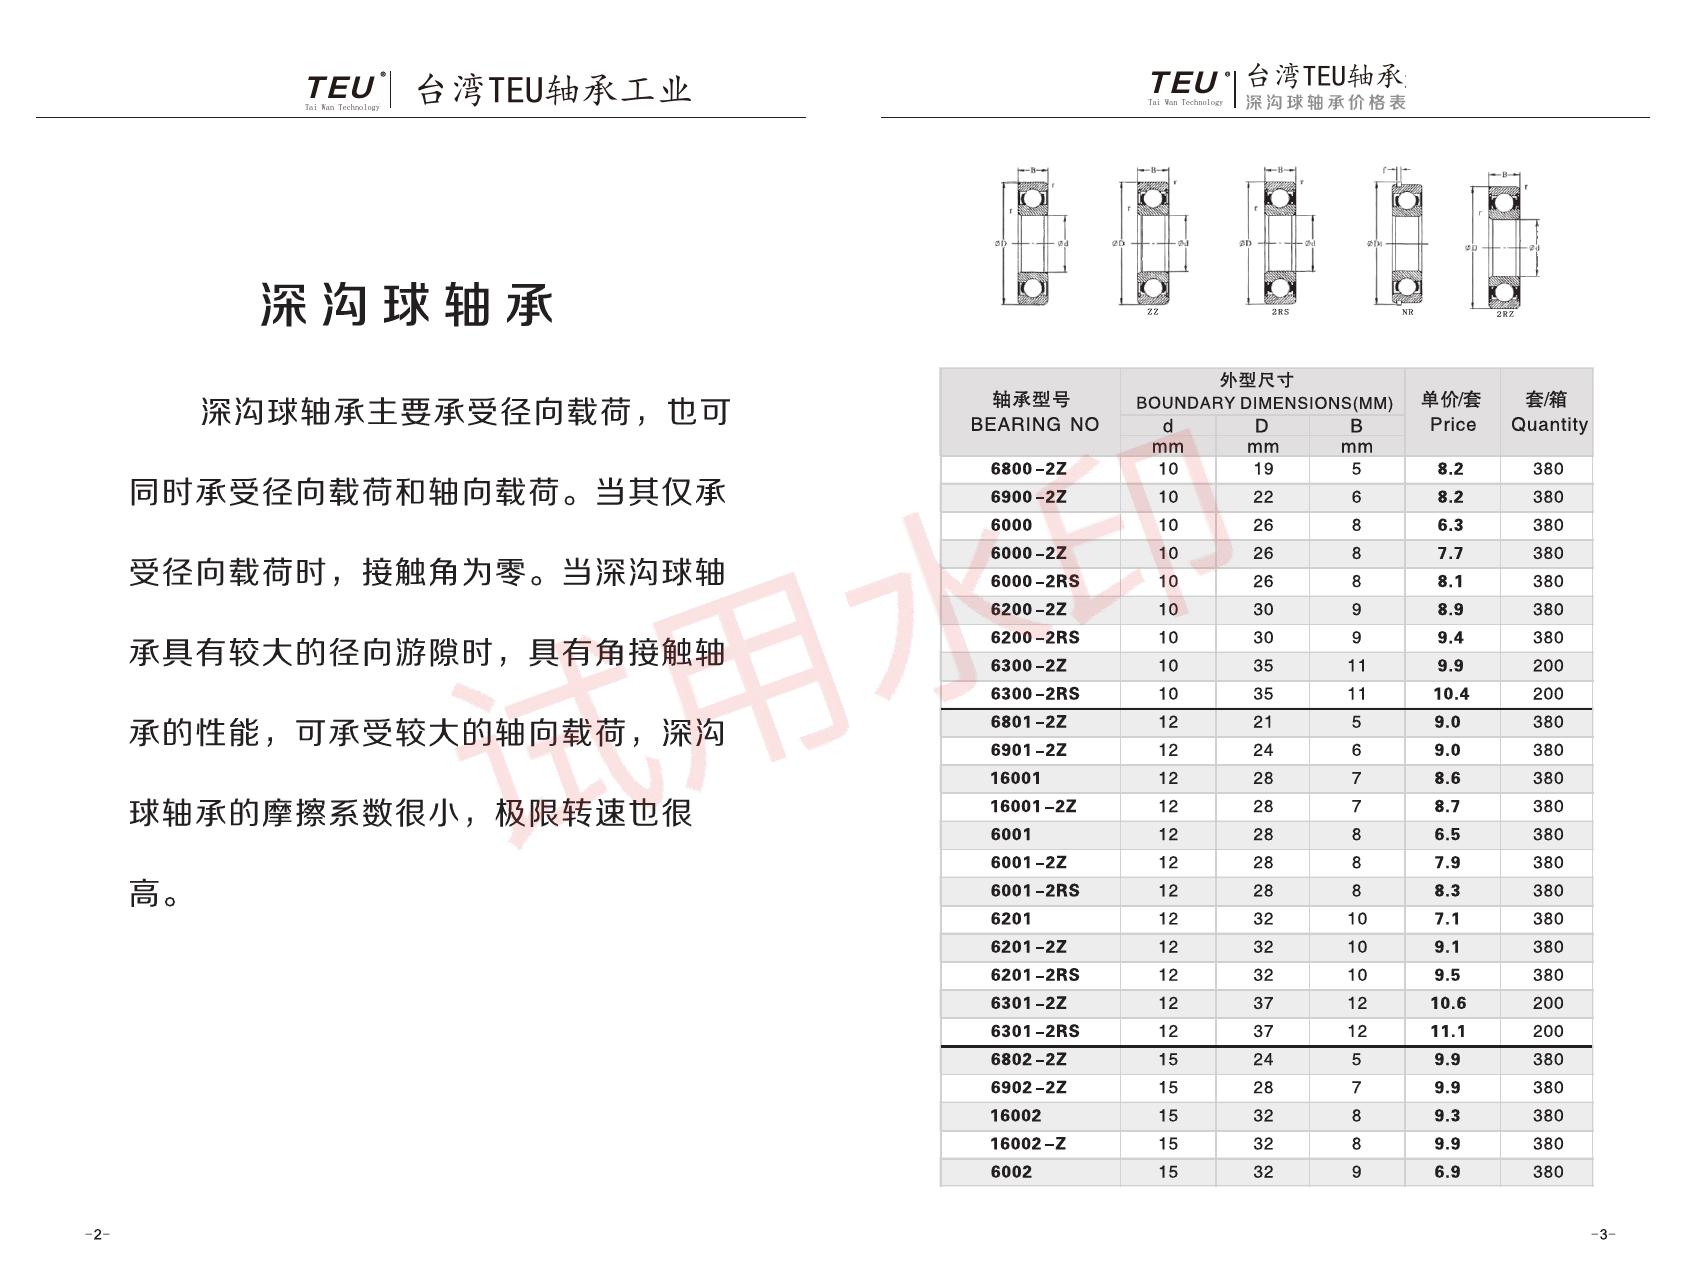 TEU®
Tai Wan Technology
台湾TEU轴承工业
深沟球轴承
深沟球轴承主要承受径向载荷，也可
同时承受径向载荷和轴向载荷。当其仅承
受径向载荷时，接触角为零。当深沟球轴
承具有较大的径向游隙时，具有角接触轴
承的性能，可承受较大的轴向载荷，深沟
球轴承的摩擦系数很小，极限转速也很
高。
-2-
TEU®
Tai Wan Technology
台湾TEU轴承
深沟球轴承价格表
B r r ØD Ød
B r r ØD Ød ZZ
B r r ØD Ød 2RS
f ØD1 NR
B r r ØD Ød 2RZ
轴承型号 外型尺寸 单价/套 套/箱
BEARING NO BOUNDARY DIMENSIONS(MM) Price Quantity
d D B
mm mm mm
6800-2Z 10 19 5 8.2 380
6900-2Z 10 22 6 8.2 380
6000 10 26 8 6.3 380
6000-2Z 10 26 8 7.7 380
6000-2RS 10 26 8 8.1 380
6200-2Z 10 30 9 8.9 380
6200-2RS 10 30 9 9.4 380
6300-2Z 10 35 11 9.9 200
6300-2RS 10 35 11 10.4 200
6801-2Z 12 21 5 9.0 380
6901-2Z 12 24 6 9.0 380
16001 12 28 7 8.6 380
16001-2Z 12 28 7 8.7 380
6001 12 28 8 6.5 380
6001-2Z 12 28 8 7.9 380
6001-2RS 12 28 8 8.3 380
6201 12 32 10 7.1 380
6201-2Z 12 32 10 9.1 380
6201-2RS 12 32 10 9.5 380
6301-2Z 12 37 12 10.6 200
6301-2RS 12 37 12 11.1 200
6802-2Z 15 24 5 9.9 380
6902-2Z 15 28 7 9.9 380
16002 15 32 8 9.3 380
16002-Z 15 32 8 9.9 380
6002 15 32 9 6.9 380
-3-
试用水印